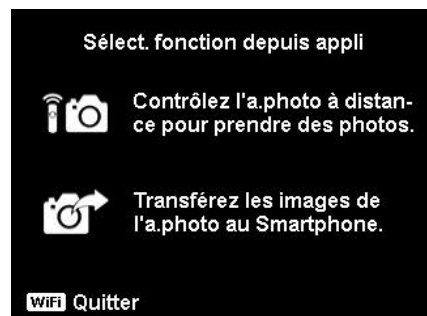 Sélect. fonction depuis appli
Contrôlez l'a.photo à distan-
ce pour prendre des photos.
Transférez les images de
l'a.photo au Smartphone.
WiFi Quitter